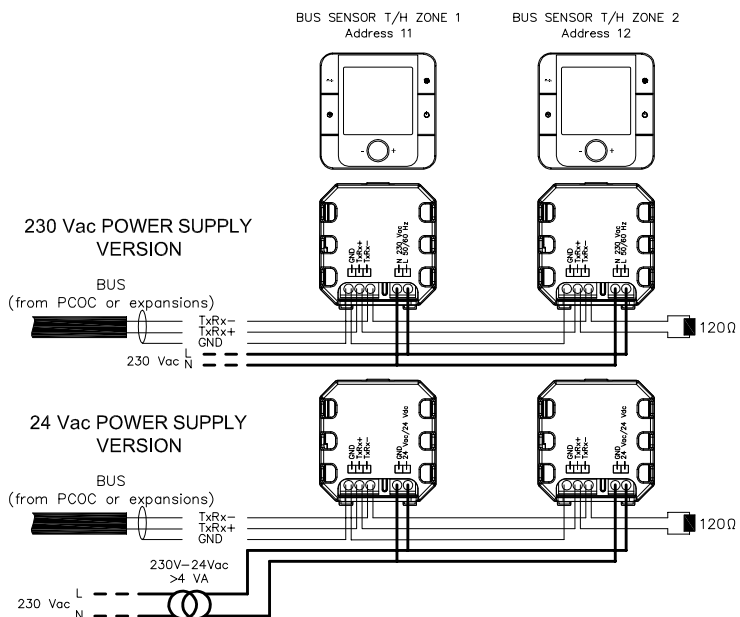 BUS SENSOR T/H ZONE 1
Address 11
BUS SENSOR T/H ZONE 2
Address 12
- +
- +
230 Vac POWER SUPPLY
VERSION
GND
TxRx+
TxRx-
N 230 Vac
L 50/60 Hz
GND
TxRx+
TxRx-
N 230 Vac
L 50/60 Hz
BUS
(from PCOC or expansions)
TxRx-
TxRx+
GND
120Ω
230 Vac
L
N
24 Vac POWER SUPPLY
VERSION
GND
TxRx+
TxRx-
GND
24 Vac/24 Vdc
GND
TxRx+
TxRx-
GND
24 Vac/24 Vdc
BUS
(from PCOC or expansions)
TxRx-
TxRx+
GND
120Ω
230V-24Vac
>4 VA
230 Vac
L
N